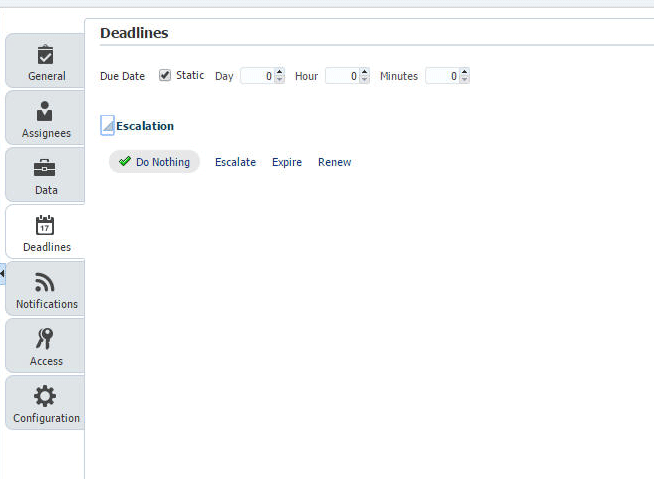 Deadlines
General
Assignees
Data
17
Deadlines
Notifications
Access
Configuration
Due Date Static Day 0 Hour 0 Minutes 0
Escalation
Do Nothing Escalate Expire Renew